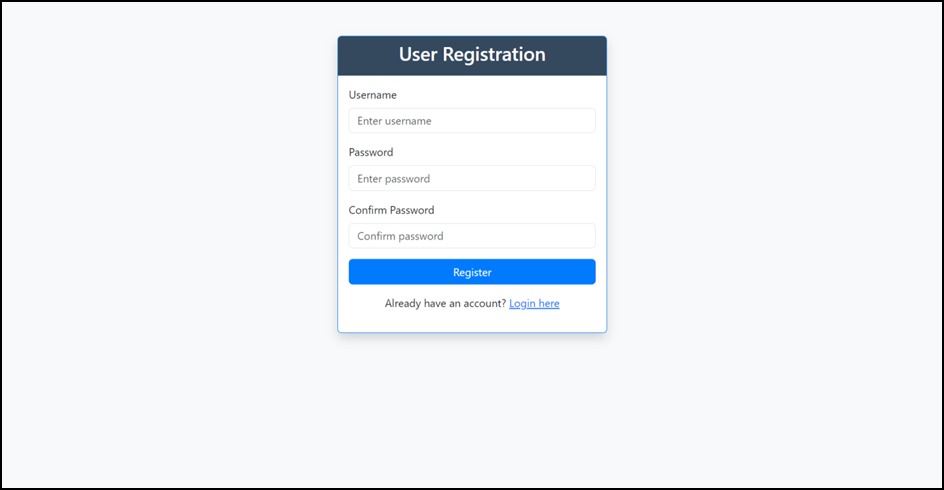 User Registration
Username
Enter username
Password
Enter password
Confirm Password
Confirm password
Register
Already have an account? Login here